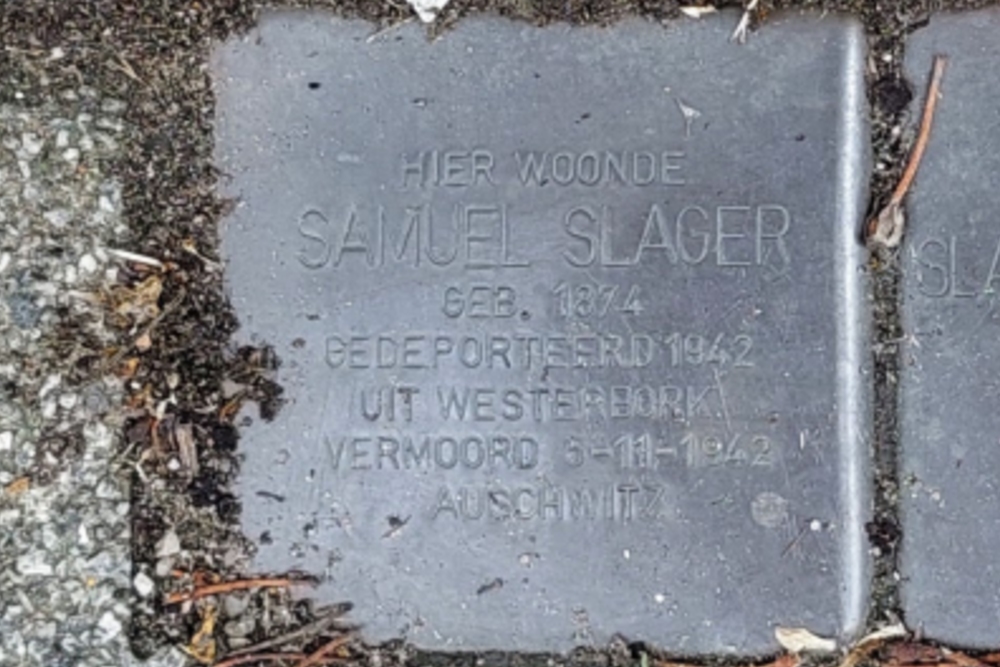 HIER WOONDE
SAMUEL SLAGER
GEB. 1874
GEDEPORTEERD 1942
UIT WESTERBORK
VERMOORD 5-11-1942
AUSCHWITZ
SLA